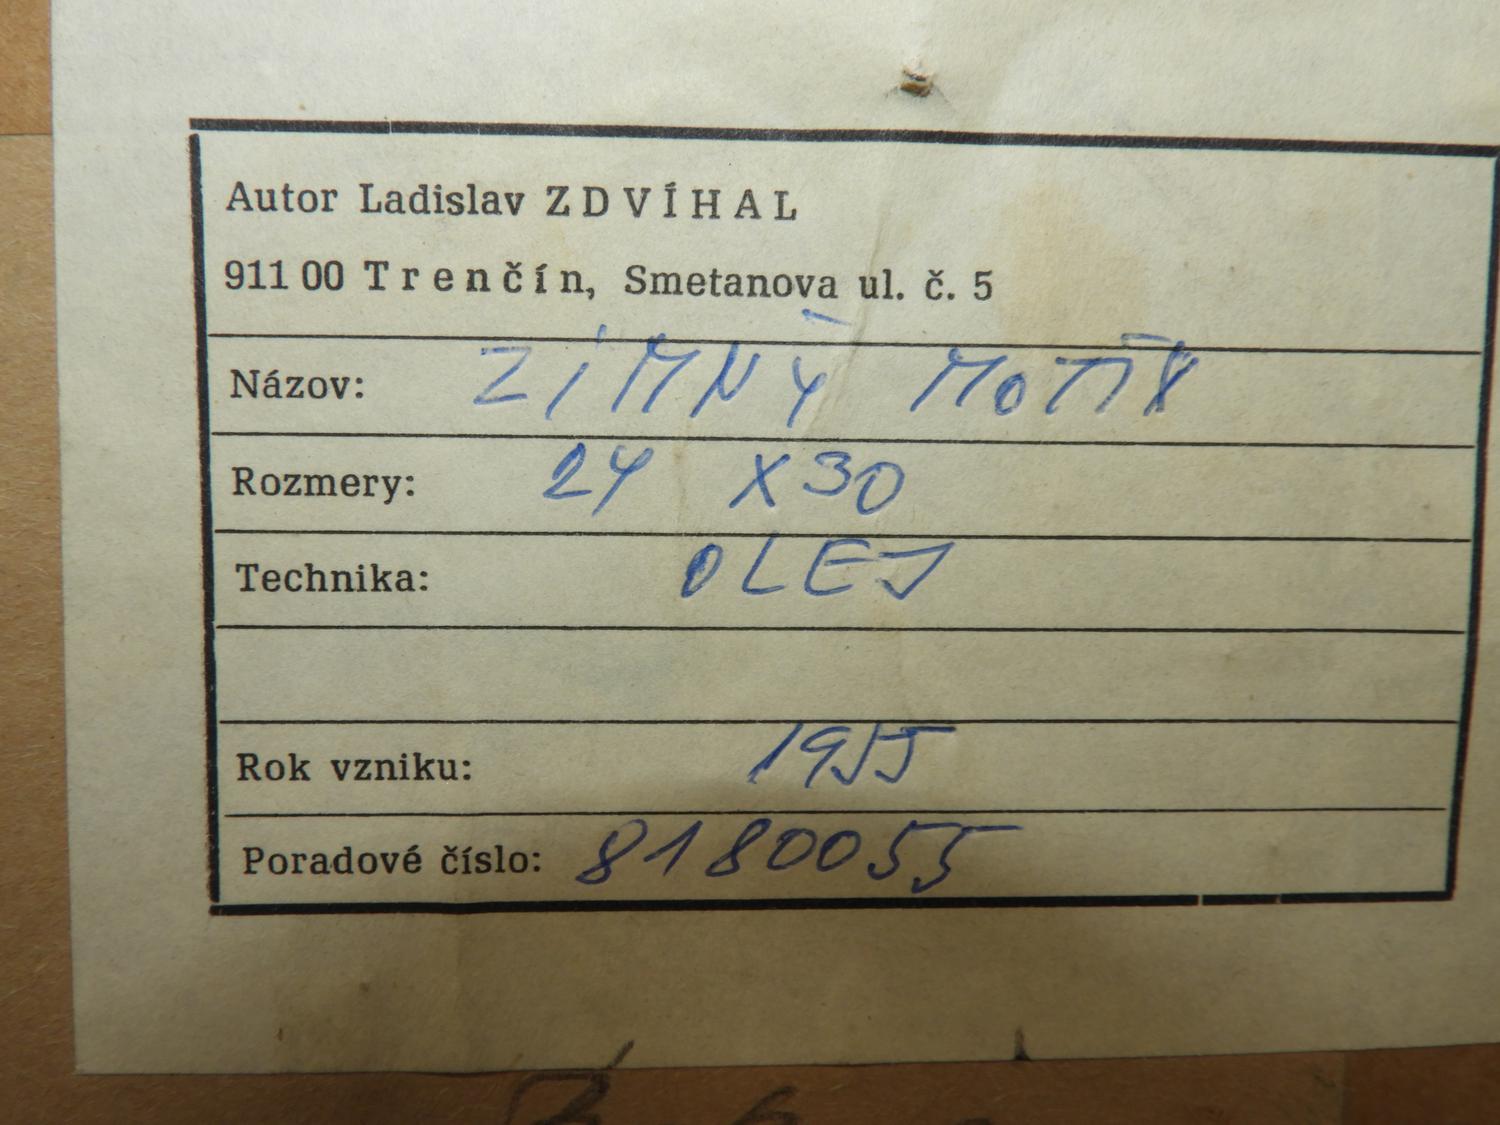 Autor Ladislav ZDVÍHAL
911 00 Trenčín, Smetanova ul. č. 5
Názov: ZIMNÝ MOTÍV
Rozmery: 24 X 30
Technika: OLEJ
Rok vzniku: 1955
Poradové číslo: 8180055